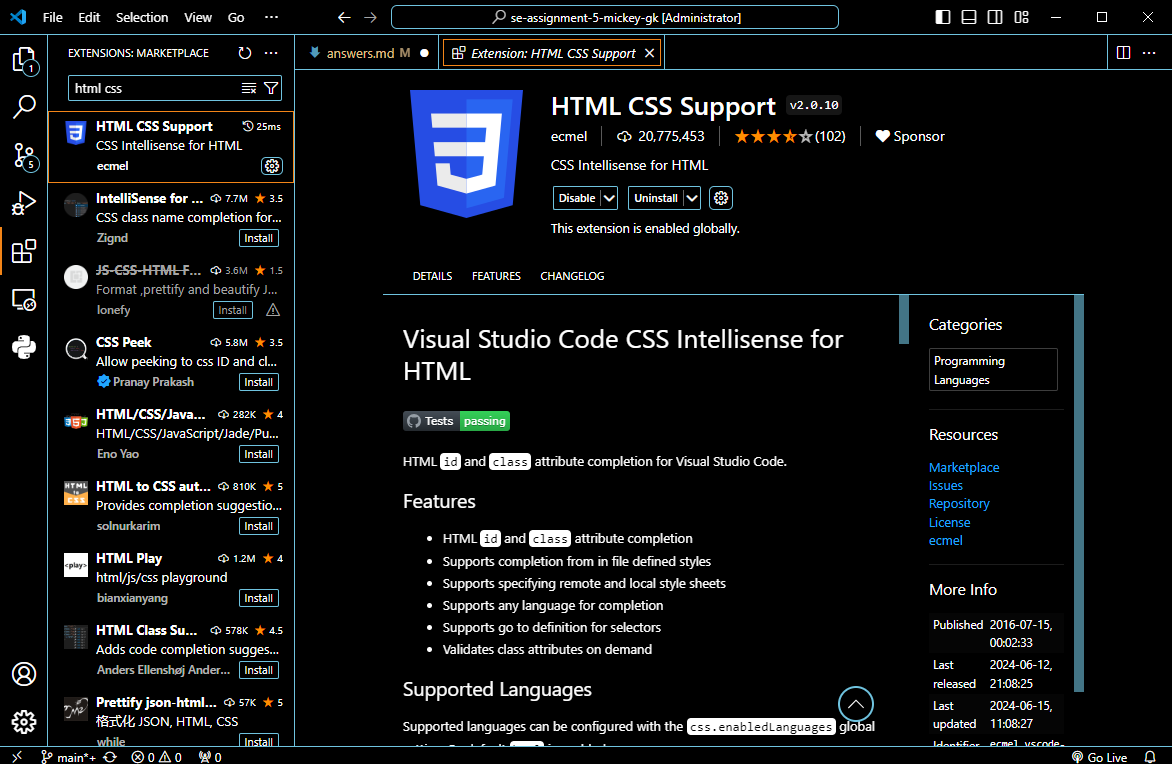 File Edit Selection View Go ··· se-assignment-5-mickey-gk [Administrator]
EXTENSIONS: MARKETPLACE ···
html css
HTML CSS Support 25ms
CSS Intellisense for HTML
ecmel
IntelliSense for ... 7.7M 3.5
CSS class name completion for...
Zignd Install
JS-CSS-HTML F... 3.6M 1.5
Format ,prettify and beautify J...
lonefy Install
CSS Peek 5.8M 3.5
Allow peeking to css ID and cl...
Pranay Prakash Install
HTML/CSS/Java... 282K 4
HTML/CSS/JavaScript/Jade/Pu...
Eno Yao Install
HTML to CSS aut... 810K 5
Provides completion suggestio...
solnurkarim Install
HTML Play 1.2M 4
html/js/css playground
bianxianyang Install
HTML Class Su... 578K 4.5
Adds code completion sugges...
Anders Ellenshøj Ander... Install
Prettify json-html... 57K 5
格式化 JSON, HTML, CSS
while Install
1
5
answers.md M
Extension: HTML CSS Support
HTML CSS Support v2.0.10
ecmel 20,775,453 (102) Sponsor
CSS Intellisense for HTML
Disable Uninstall
This extension is enabled globally.
DETAILS FEATURES CHANGELOG
Visual Studio Code CSS Intellisense for
HTML
Tests passing
HTML id and class attribute completion for Visual Studio Code.
Features
• HTML id and class attribute completion
• Supports completion from in file defined styles
• Supports specifying remote and local style sheets
• Supports any language for completion
• Supports go to definition for selectors
• Validates class attributes on demand
Supported Languages
Supported languages can be configured with the css.enabledLanguages global
Categories
Programming
Languages
Resources
Marketplace
Issues
Repository
License
ecmel
More Info
Published 2016-07-15,
00:02:33
Last 2024-06-12,
released 21:08:25
Last 2024-06-15,
updated 11:08:27
Identifier ecmel.vscode-
main*+ 0 0 0 Go Live